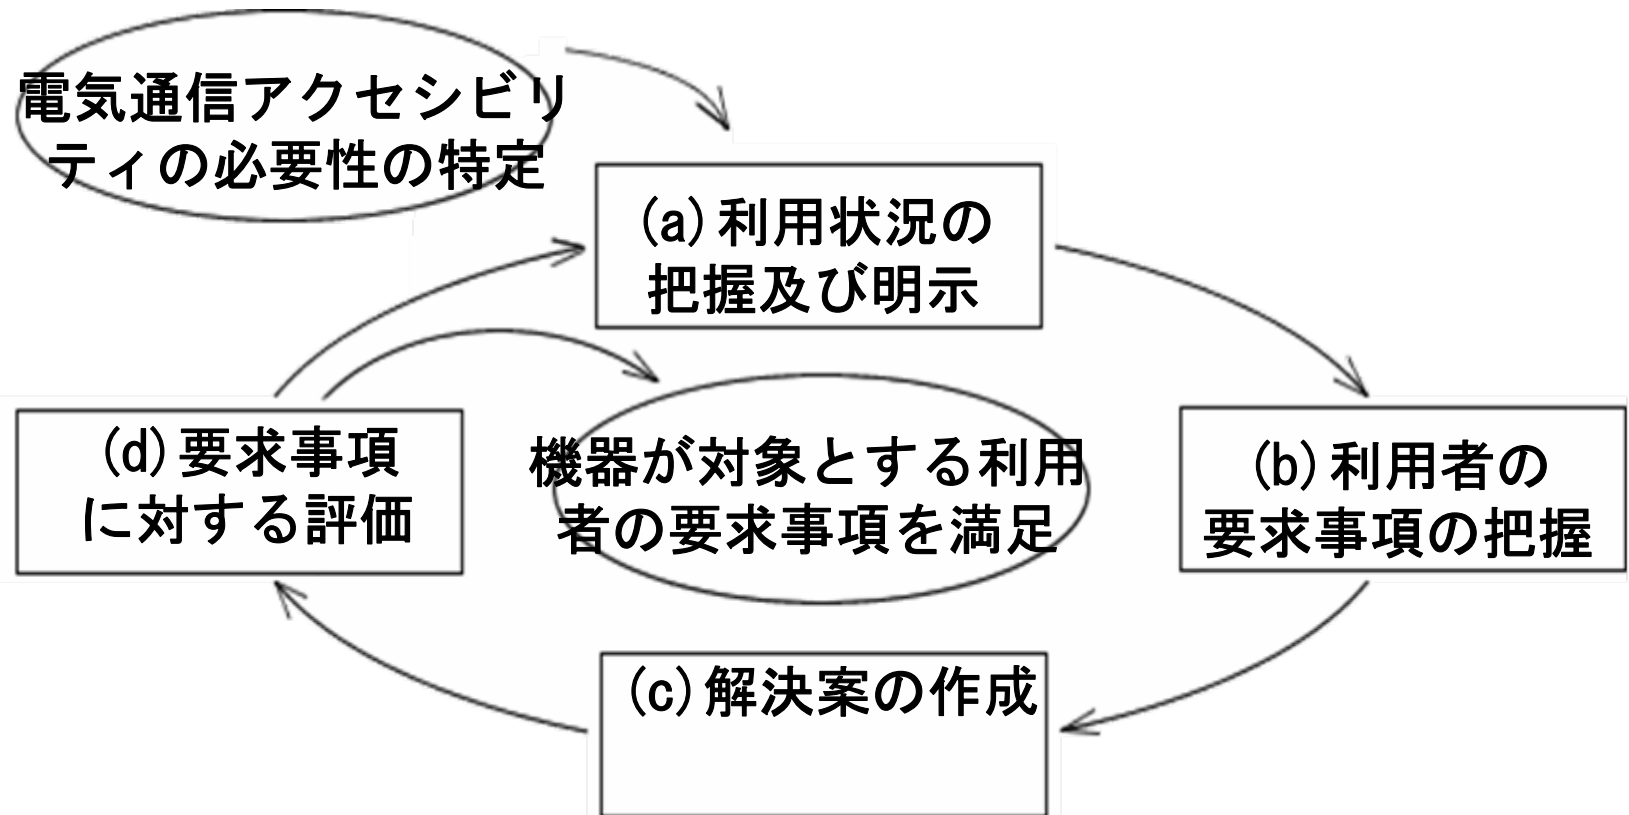 電気通信アクセシビリ
ティの必要性の特定
(a)利用状況の
把握及び明示
(b)利用者の
要求事項の把握
(c)解決案の作成
(d)要求事項
に対する評価
機器が対象とする利用
者の要求事項を満足